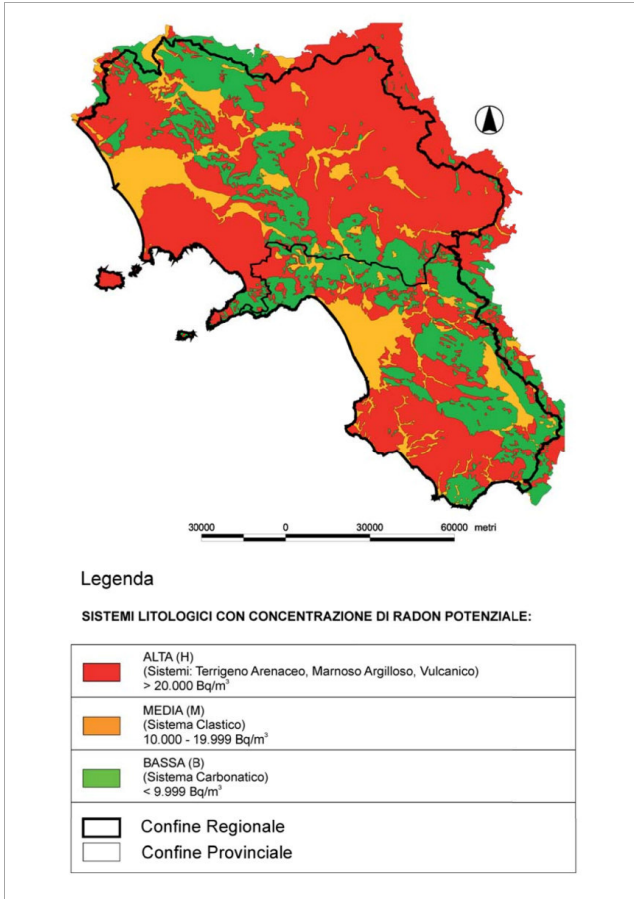 30000 0 30000 60000 metri
Legenda
SISTEMI LITOLOGICI CON CONCENTRAZIONE DI RADON POTENZIALE:
ALTA (H)
(Sistemi: Terrigeno Arenaceo, Marnoso Argilloso, Vulcanico)
> 20.000 Bq/m³
MEDIA (M)
(Sistema Clastico)
10.000 - 19.999 Bq/m³
BASSA (B)
(Sistema Carbonatico)
< 9.999 Bq/m³
Confine Regionale
Confine Provinciale